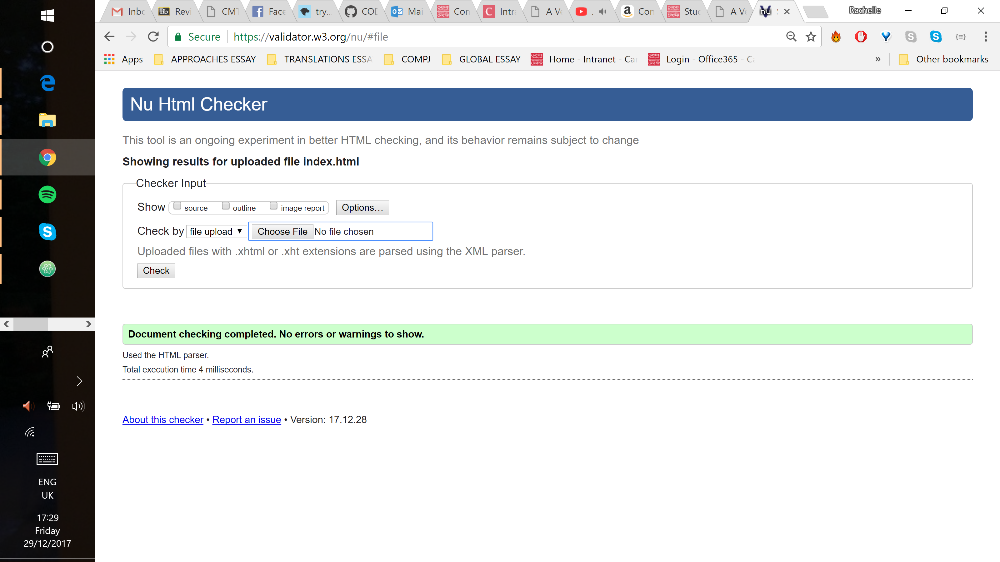 Inbc
Revi
CMT
Face
try...
COD
Mai
Con
Intra
A Ve
.
Con
Stud
A Ve
Rachelle
Secure
https://validator.w3.org/nu/#file
Apps
APPROACHES ESSAY
TRANSLATIONS ESSA
COMPJ
GLOBAL ESSAY
Home - Intranet - Car
Login - Office365 - Ca
»
Other bookmarks
Nu Html Checker
This tool is an ongoing experiment in better HTML checking, and its behavior remains subject to change
Showing results for uploaded file index.html
Checker Input
Show source outline image report Options...
Check by file upload Choose File No file chosen
Uploaded files with .xhtml or .xht extensions are parsed using the XML parser.
Check
Document checking completed. No errors or warnings to show.
Used the HTML parser.
Total execution time 4 milliseconds.
About this checker • Report an issue • Version: 17.12.28
ENG
UK
17:29
Friday
29/12/2017